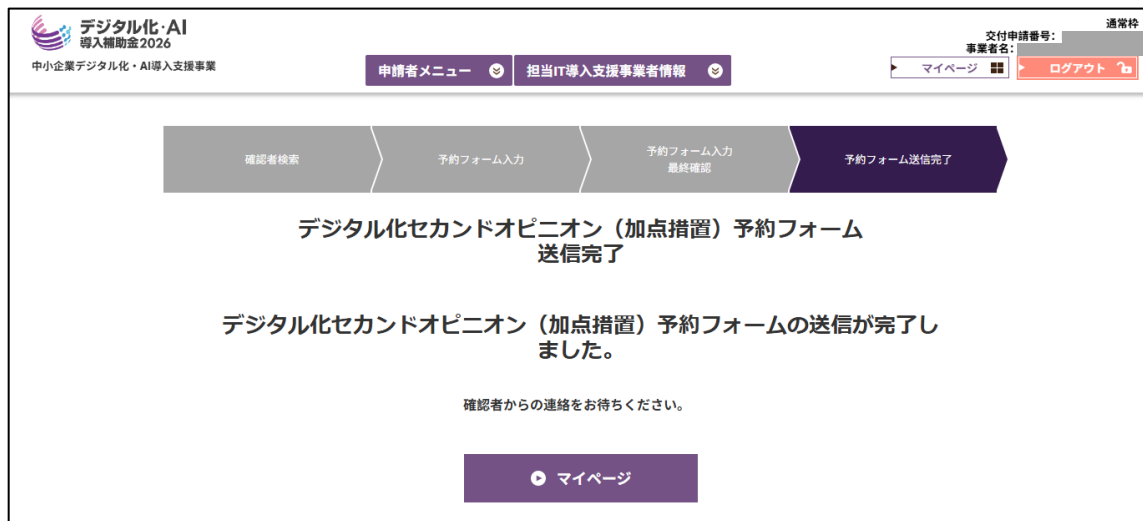 デジタル化・AI
導入補助金2026
中小企業デジタル化・AI導入支援事業
申請者メニュー
担当IT導入支援事業者情報
通常枠
交付申請番号：
事業者名：
マイページ
ログアウト
確認者検索
予約フォーム入力
予約フォーム入力
最終確認
予約フォーム送信完了
デジタル化セカンドオピニオン（加点措置）予約フォーム
送信完了
デジタル化セカンドオピニオン（加点措置）予約フォームの送信が完了し
ました。
確認者からの連絡をお待ちください。
マイページ